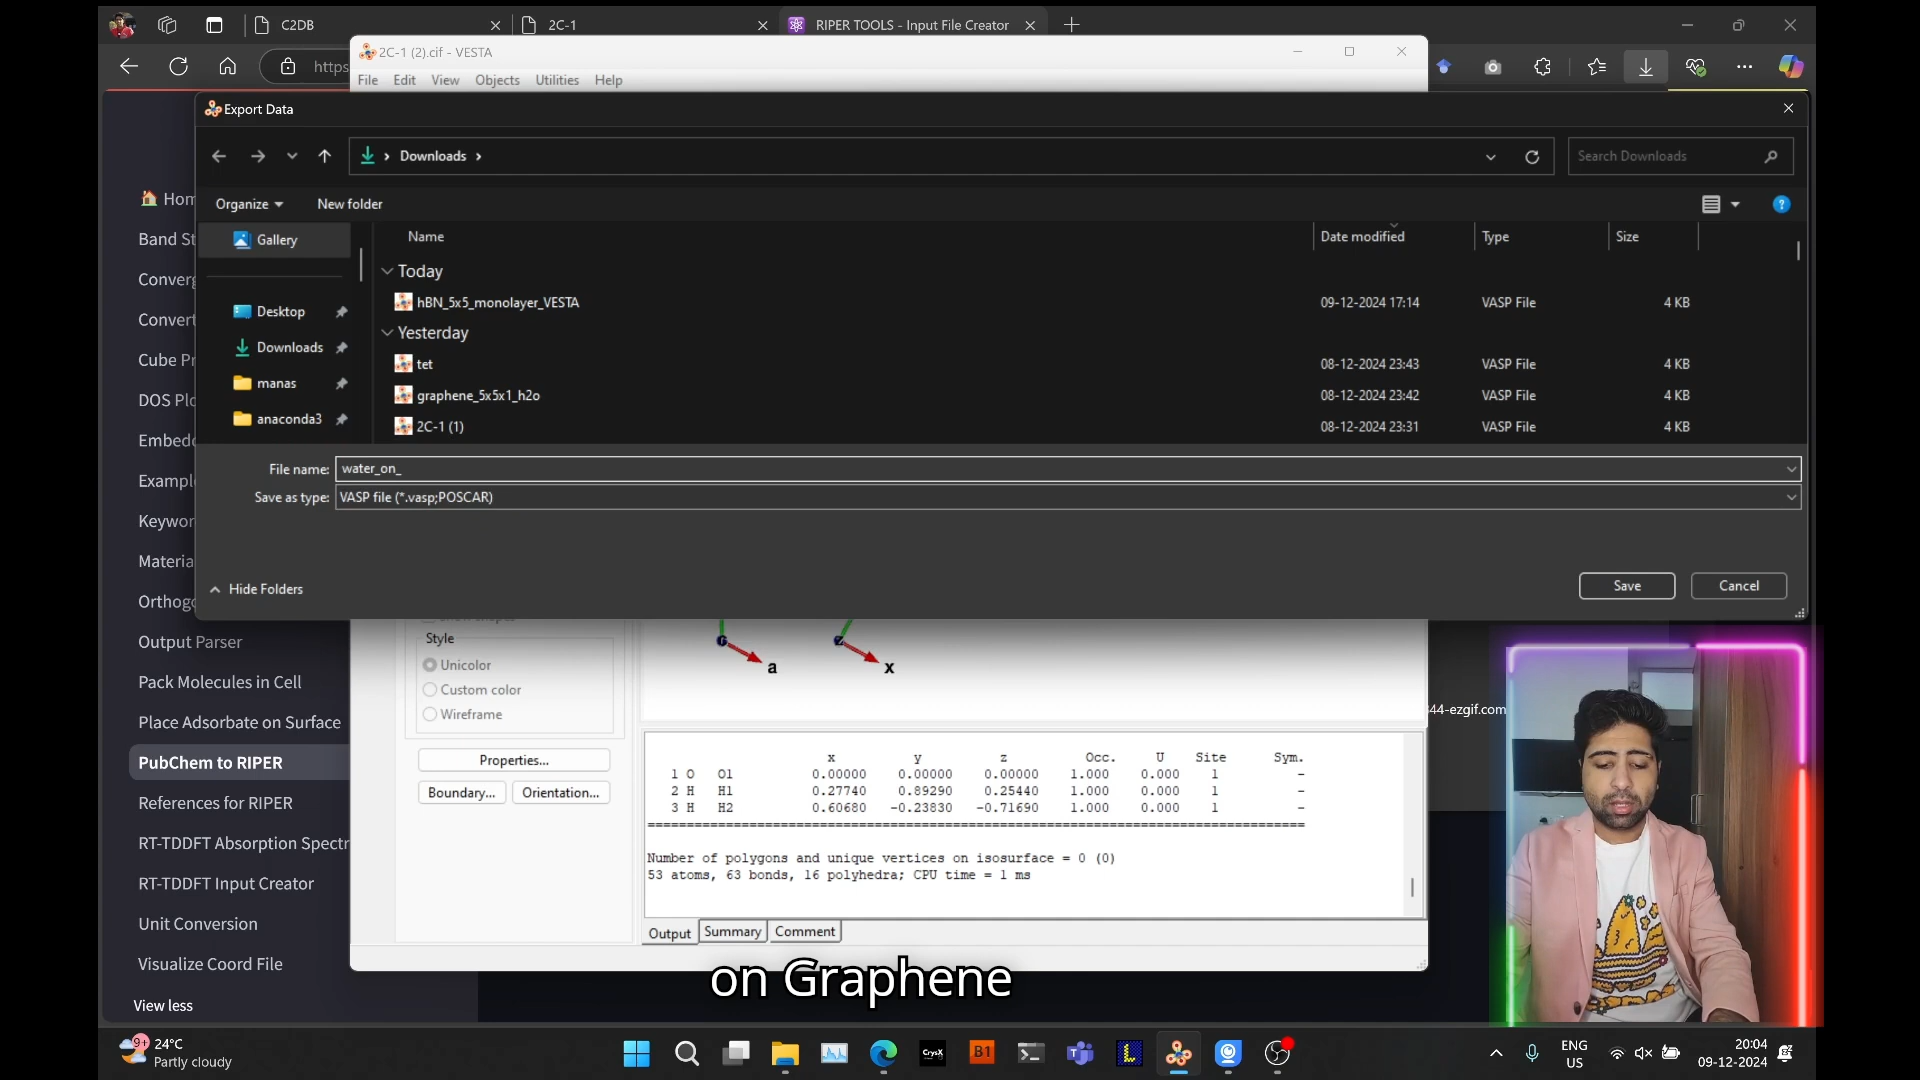 C2DB
2C-1
RIPER TOOLS - Input File Creator
https
2C-1 (2).cif - VESTA
File Edit View Objects Utilities Help
Export Data
Downloads
Search Downloads
Organize
New folder
Gallery
Desktop
Downloads
manas
anaconda3
Name Date modified Type Size
Today
hBN_5x5_monolayer_VESTA 09-12-2024 17:14 VASP File 4 KB
Yesterday
tet 08-12-2024 23:43 VASP File 4 KB
graphene_5x5x1_h2o 08-12-2024 23:42 VASP File 4 KB
2C-1 (1) 08-12-2024 23:31 VASP File 4 KB
File name: water_on_
Save as type: VASP file (*.vasp;POSCAR)
Hide Folders
Save
Cancel
Hom
Band St
Converg
Convert
Cube Pr
DOS Plo
Embedd
Exampl
Keywor
Materia
Orthogo
Output Parser
Pack Molecules in Cell
Place Adsorbate on Surface
PubChem to RIPER
References for RIPER
RT-TDDFT Absorption Spectr
RT-TDDFT Input Creator
Unit Conversion
Visualize Coord File
View less
Style
Unicolor
Custom color
Wireframe
Properties...
Boundary...
Orientation...
a
x
44-ezgif.com
x y z Occ. U Site Sym.
1 O O1 0.00000 0.00000 0.00000 1.000 0.000 1 -
2 H H1 0.27740 0.89290 0.25440 1.000 0.000 1 -
3 H H2 0.60680 -0.23830 -0.71690 1.000 0.000 1 -
Number of polygons and unique vertices on isosurface = 0 (0)
53 atoms, 63 bonds, 16 polyhedra; CPU time = 1 ms
Output Summary Comment
on Graphene
9+
24°C
Partly cloudy
CrysX
B1
L
ENG
US
20:04
09-12-2024